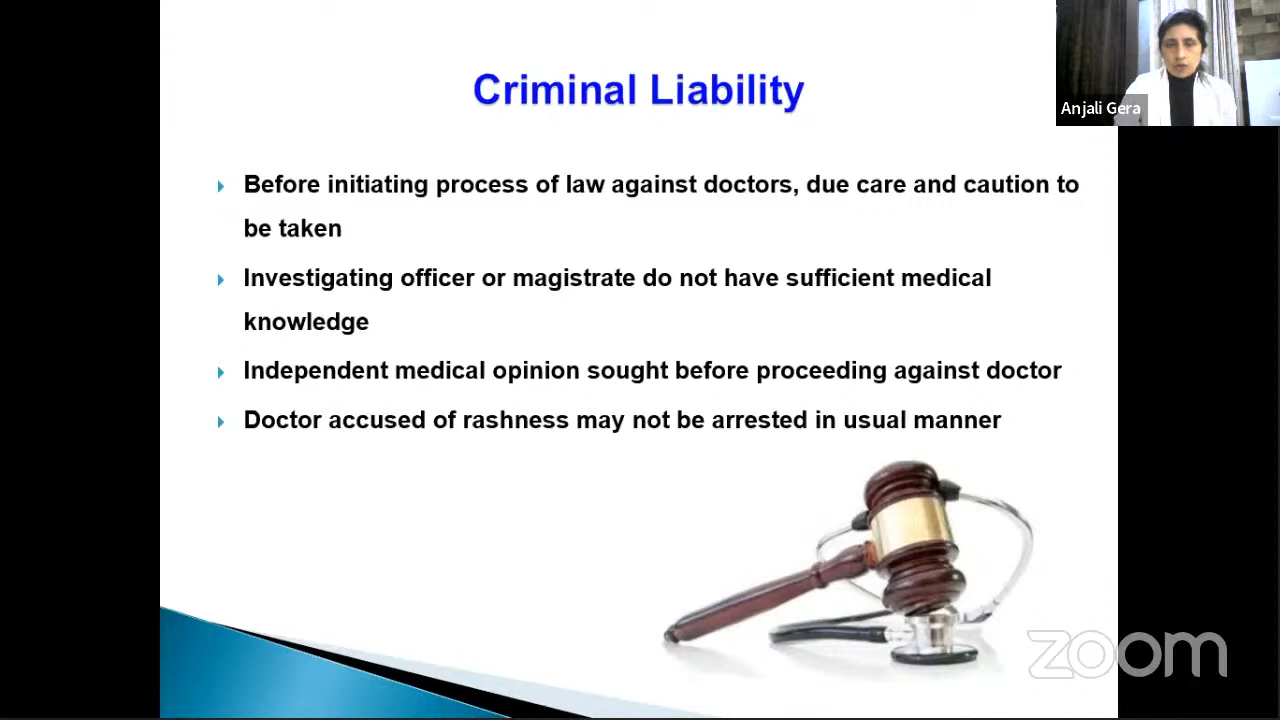 Criminal Liability
Anjali Gera
Before initiating process of law against doctors, due care and caution to
be taken
Investigating officer or magistrate do not have sufficient medical
knowledge
Independent medical opinion sought before proceeding against doctor
Doctor accused of rashness may not be arrested in usual manner
zoom